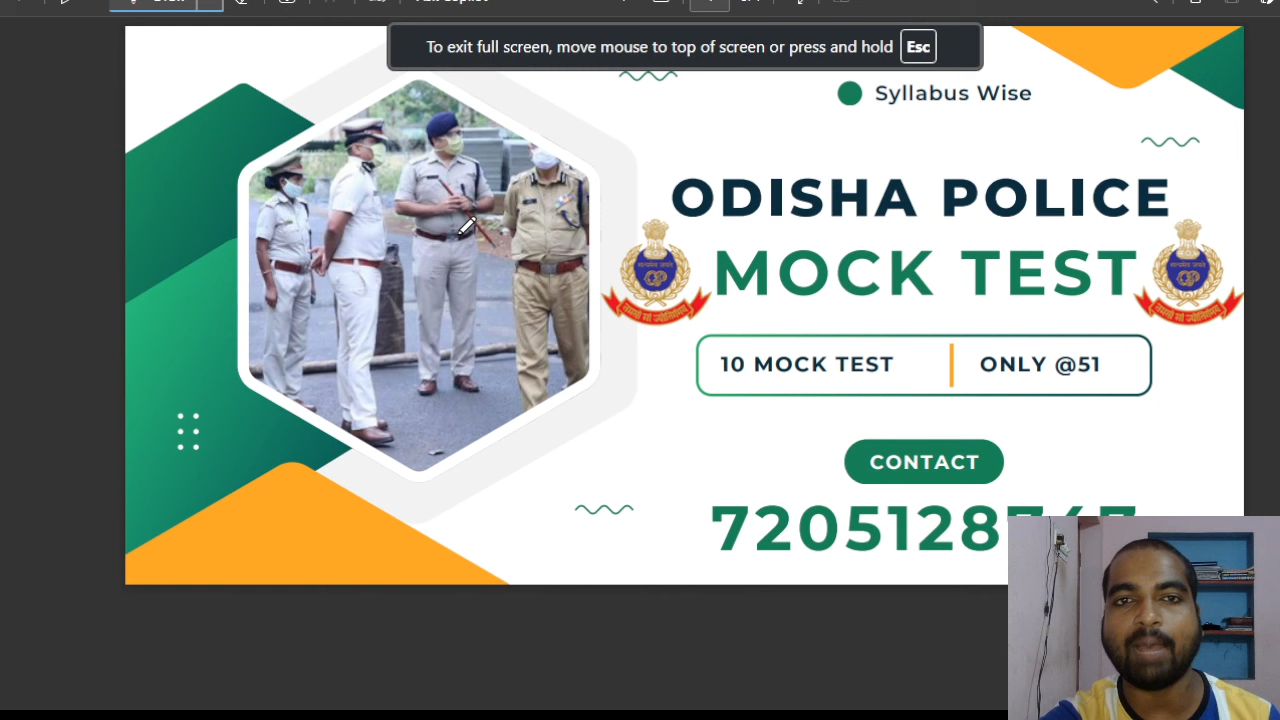 To exit full screen, move mouse to top of screen or press and hold Esc
Syllabus Wise
ODISHA POLICE
MOCK TEST
10 MOCK TEST
ONLY @51
CONTACT
7205128